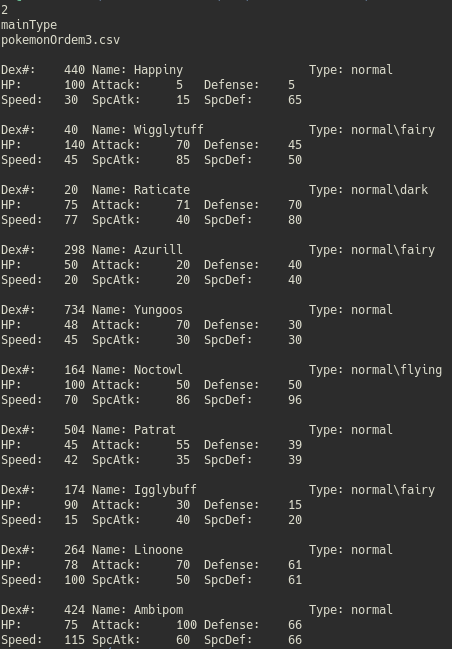 2
mainType
pokemonOrdem3.csv
Dex#: 440 Name: Happiny Type: normal
HP: 100 Attack: 5 Defense: 5
Speed: 30 SpcAtk: 15 SpcDef: 65
Dex#: 40 Name: Wigglytuff Type: normal\fairy
HP: 140 Attack: 70 Defense: 45
Speed: 45 SpcAtk: 85 SpcDef: 50
Dex#: 20 Name: Raticate Type: normal\dark
HP: 75 Attack: 71 Defense: 70
Speed: 77 SpcAtk: 40 SpcDef: 80
Dex#: 298 Name: Azurill Type: normal\fairy
HP: 50 Attack: 20 Defense: 40
Speed: 20 SpcAtk: 20 SpcDef: 40
Dex#: 734 Name: Yungoos Type: normal
HP: 48 Attack: 70 Defense: 30
Speed: 45 SpcAtk: 30 SpcDef: 30
Dex#: 164 Name: Noctowl Type: normal\flying
HP: 100 Attack: 50 Defense: 50
Speed: 70 SpcAtk: 86 SpcDef: 96
Dex#: 504 Name: Patrat Type: normal
HP: 45 Attack: 55 Defense: 39
Speed: 42 SpcAtk: 35 SpcDef: 39
Dex#: 174 Name: Igglybuff Type: normal\fairy
HP: 90 Attack: 30 Defense: 15
Speed: 15 SpcAtk: 40 SpcDef: 20
Dex#: 264 Name: Linoone Type: normal
HP: 78 Attack: 70 Defense: 61
Speed: 100 SpcAtk: 50 SpcDef: 61
Dex#: 424 Name: Ambipom Type: normal
HP: 75 Attack: 100 Defense: 66
Speed: 115 SpcAtk: 60 SpcDef: 66